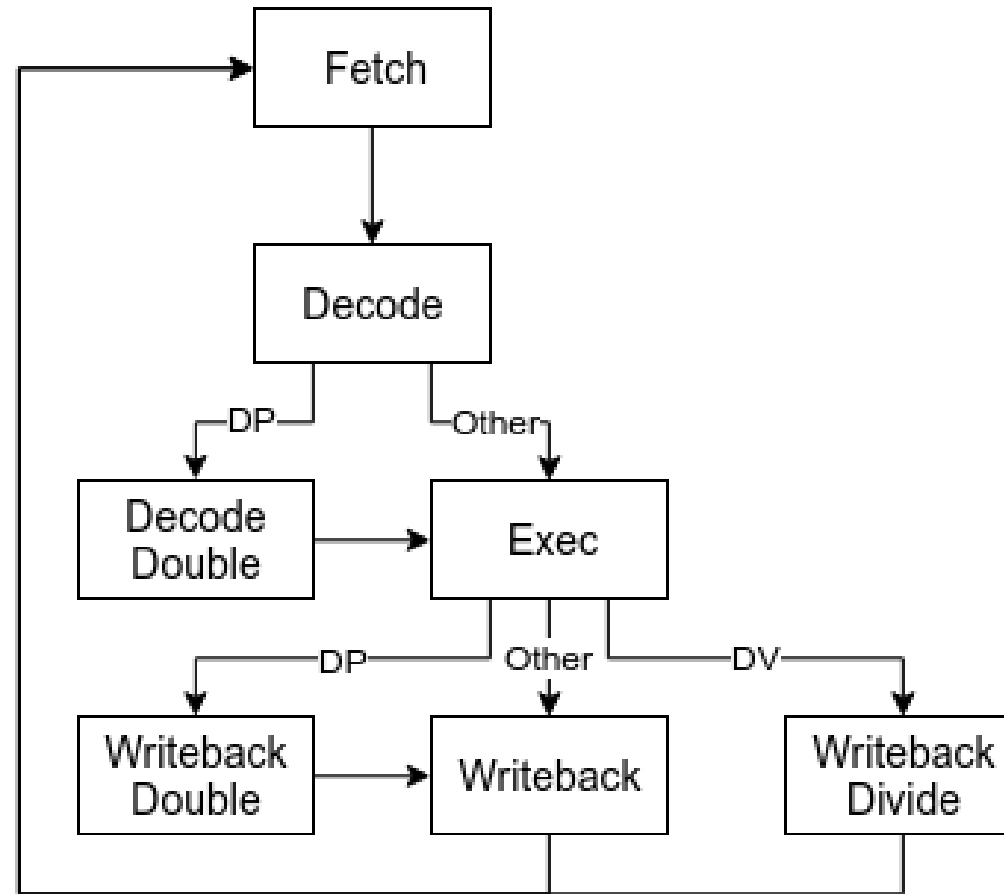 Fetch
Decode
DP
Other
Decode
Double
Exec
DP
Other
DV
Writeback
Double
Writeback
Writeback
Divide